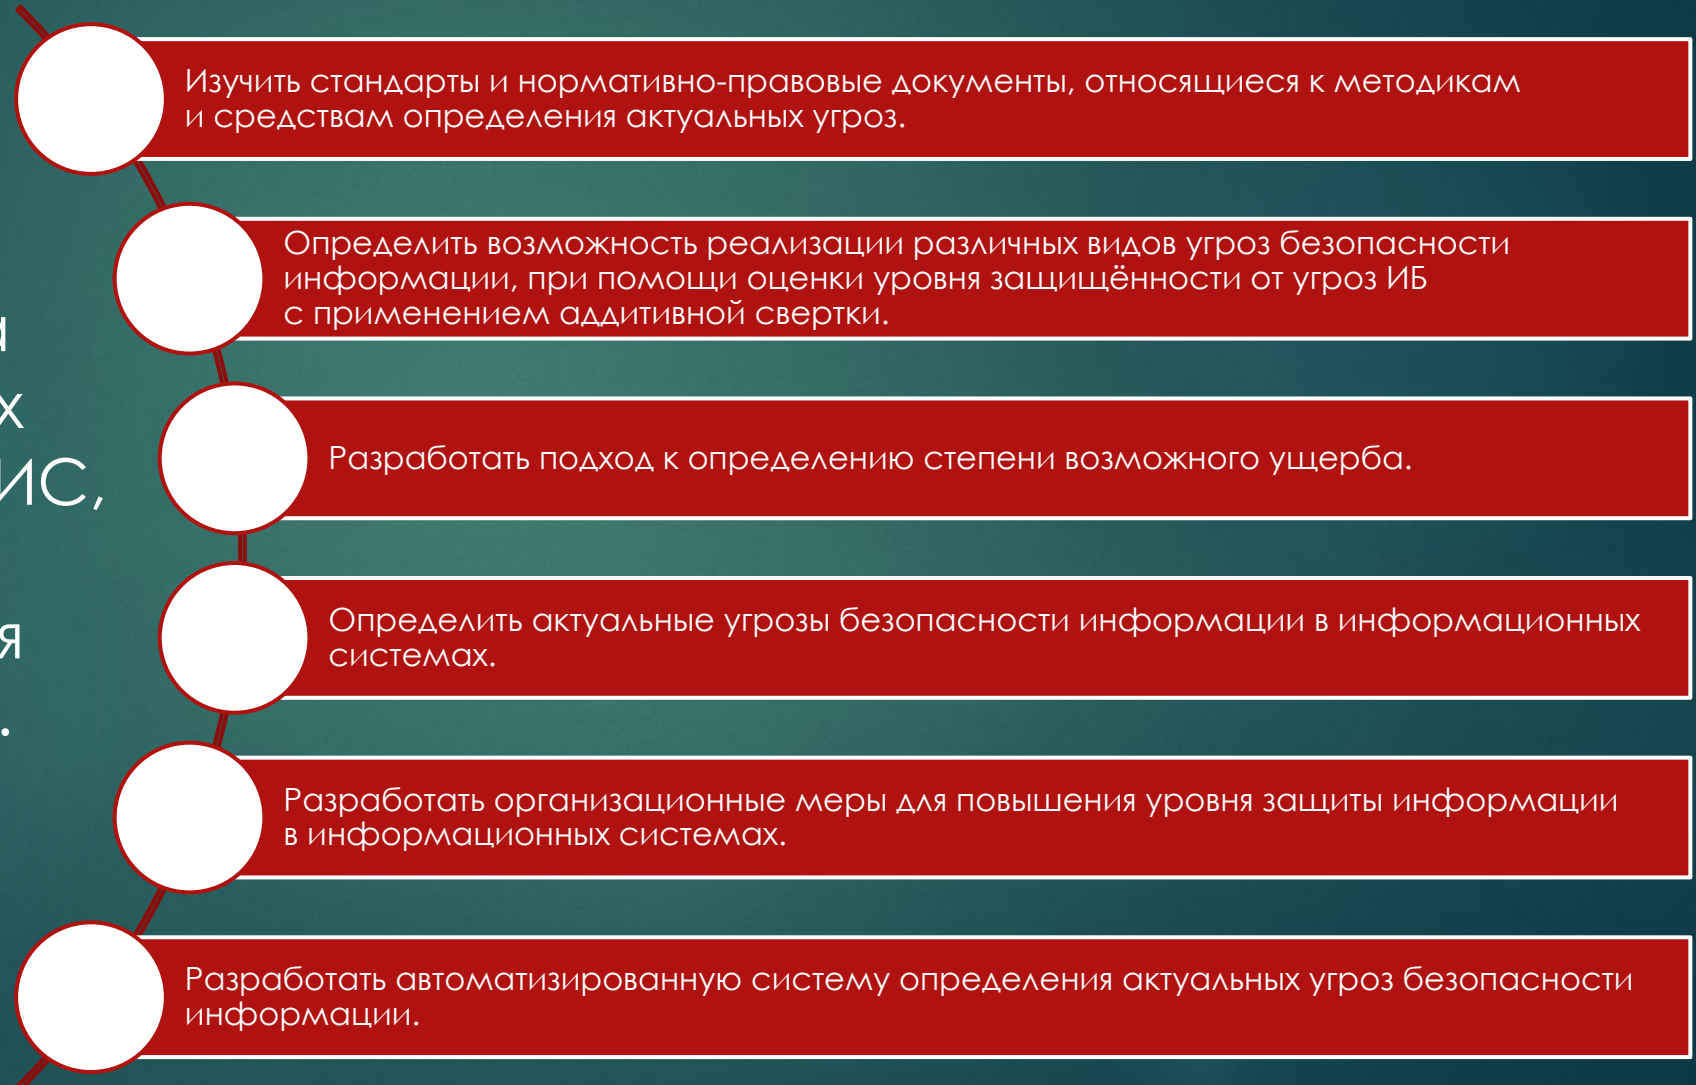 Изучить стандарты и нормативно-правовые документы, относящиеся к методикам
и средствам определения актуальных угроз.
Определить возможность реализации различных видов угроз безопасности
информации, при помощи оценки уровня защищённости от угроз ИБ
с применением аддитивной свертки.
Разработать подход к определению степени возможного ущерба.
Определить актуальные угрозы безопасности информации в информационных
системах.
Разработать организационные меры для повышения уровня защиты информации
в информационных системах.
Разработать автоматизированную систему определения актуальных угроз безопасности
информации.